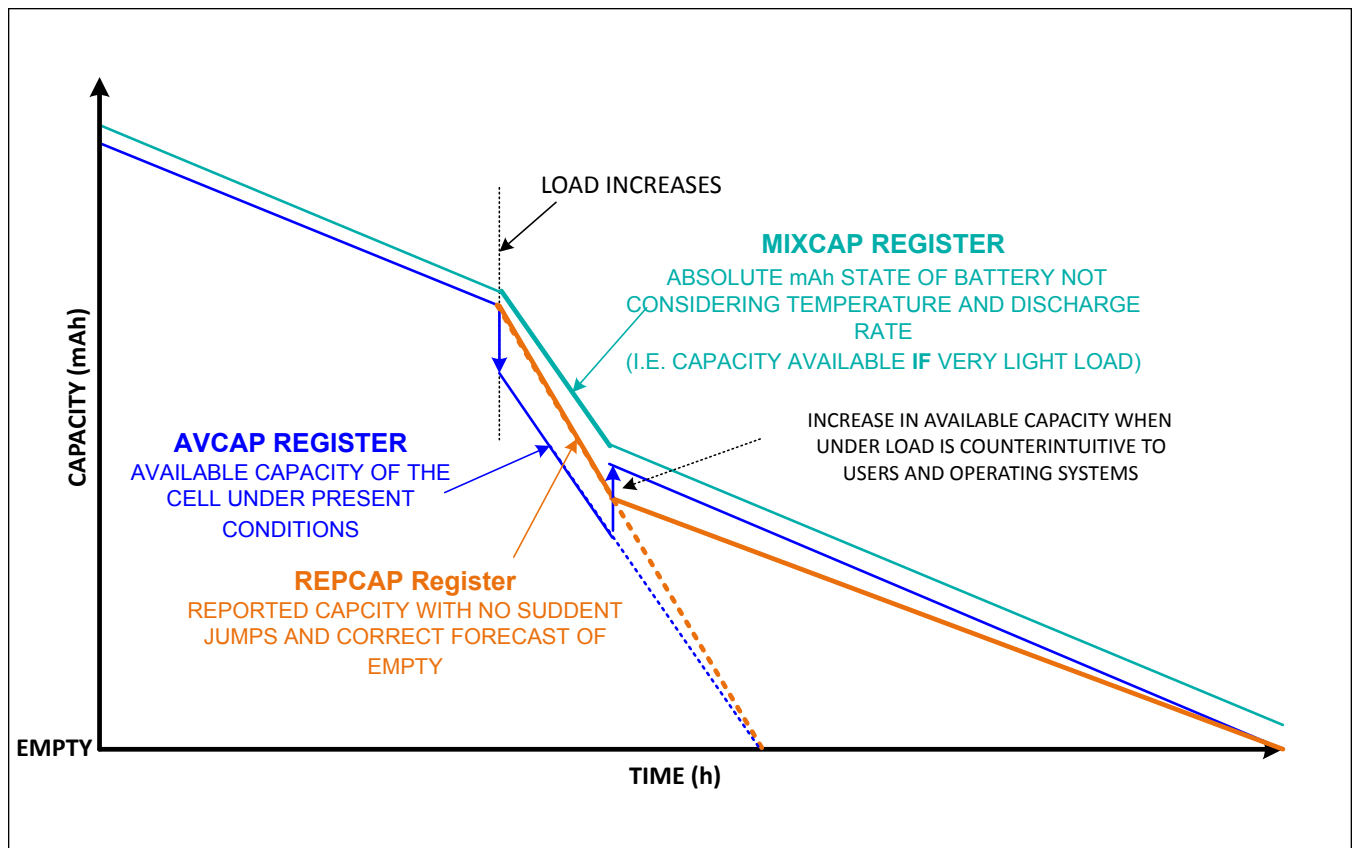 LOAD INCREASES
MIXCAP REGISTER
ABSOLUTE mAh STATE OF BATTERY NOT
CONSIDERING TEMPERATURE AND DISCHARGE
RATE
(I.E. CAPACITY AVAILABLE IF VERY LIGHT LOAD)
CAPACITY (mAh)
INCREASE IN AVAILABLE CAPACITY WHEN
UNDER LOAD IS COUNTERINTUITIVE TO
USERS AND OPERATING SYSTEMS
AVCAP REGISTER
AVAILABLE CAPACITY OF THE
CELL UNDER PRESENT
CONDITIONS
REPCAP Register
REPORTED CAPCITY WITH NO SUDDENT
JUMPS AND CORRECT FORECAST OF
EMPTY
EMPTY
TIME (h)